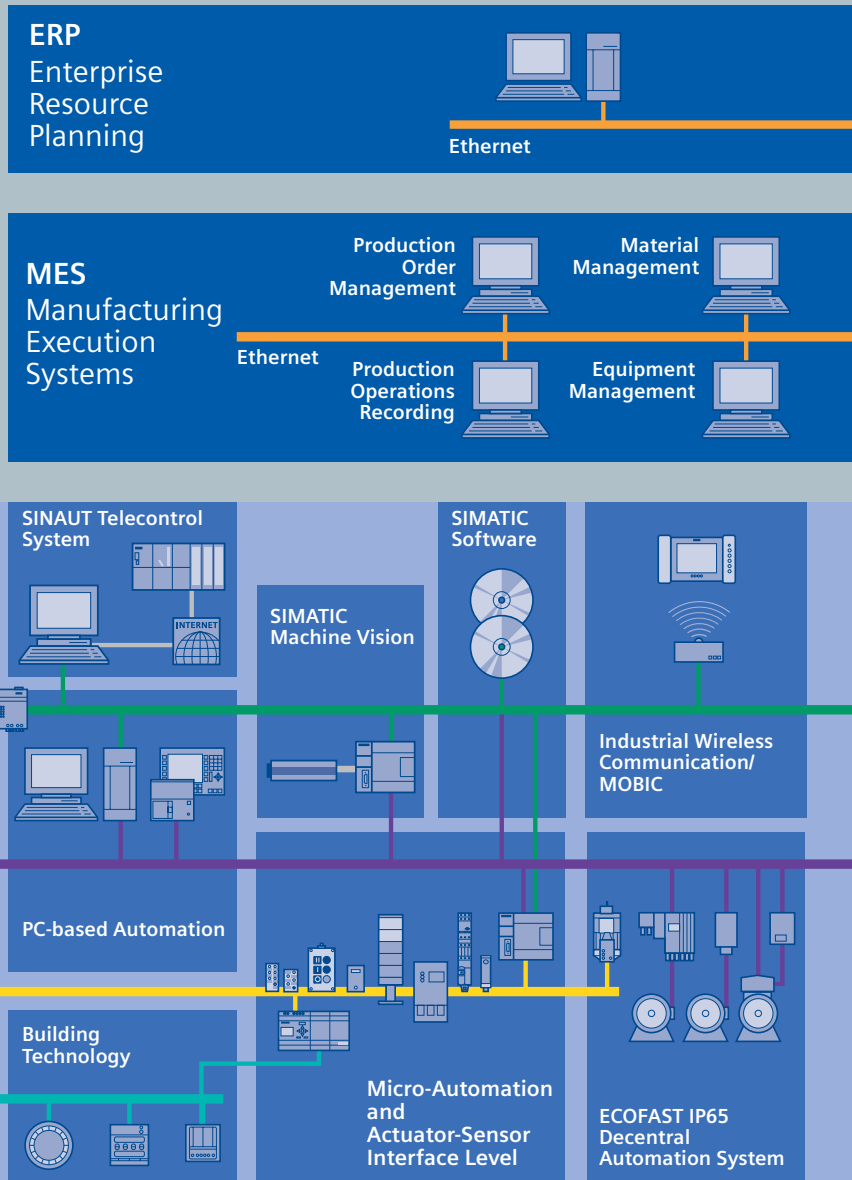 ERP
Enterprise
Resource
Planning
Ethernet
MES
Manufacturing
Execution
Systems
Ethernet
Production
Order
Management
Material
Management
Production
Operations
Recording
Equipment
Management
SINAUT Telecontrol
System
INTERNET
SIMATIC
Machine Vision
SIMATIC
Software
Industrial Wireless
Communication/
MOBIC
PC-based Automation
Building
Technology
Micro-Automation
and
Actuator-Sensor
Interface Level
ECOFAST IP65
Decentral
Automation System